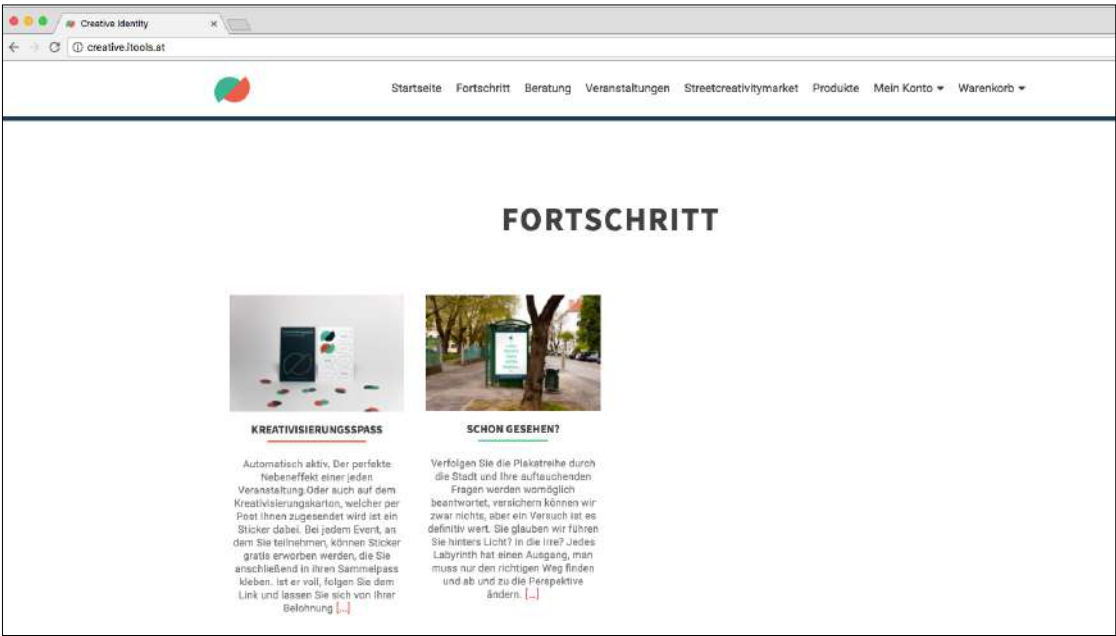 Creative Identity
creative.itools.at
Startseite Fortschritt Beratung Veranstaltungen Streetcreativitymarket Produkte Mein Konto Warenkorb
FORTSCHRITT
KREATIVISIERUNGSSPASS
Automatisch aktiv. Der perfekte
Nebeneffekt einer jeden
Veranstaltung.Oder auch auf dem
Kreativisierungskarton, welcher per
Post Ihnen zugesendet wird ist ein
Sticker dabei. Bei jedem Event, an
dem Sie teilnehmen, können Sticker
gratis erworben werden, die Sie
anschließend in ihren Sammelpass
kleben. Ist er voll, folgen Sie dem
Link und lassen Sie sich von Ihrer
Belohnung [...]
SCHON GESEHEN?
Verfolgen Sie die Plakatreihe durch
die Stadt und Ihre auftauchenden
Fragen werden womöglich
beantwortet, versichern können wir
zwar nichts, aber ein Versuch ist es
definitiv wert. Sie glauben wir führen
Sie hinters Licht? In die Irre? Jedes
Labyrinth hat einen Ausgang, man
muss nur den richtigen Weg finden
und ab und zu die Perspektive
ändern. [...]